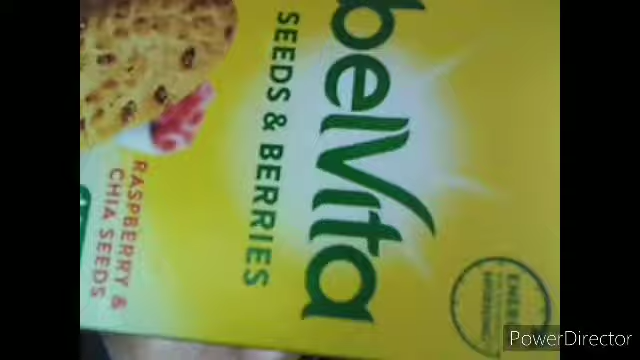 belVita
SEEDS & BERRIES
RASPBERRY &
CHIA SEEDS
PowerDirector